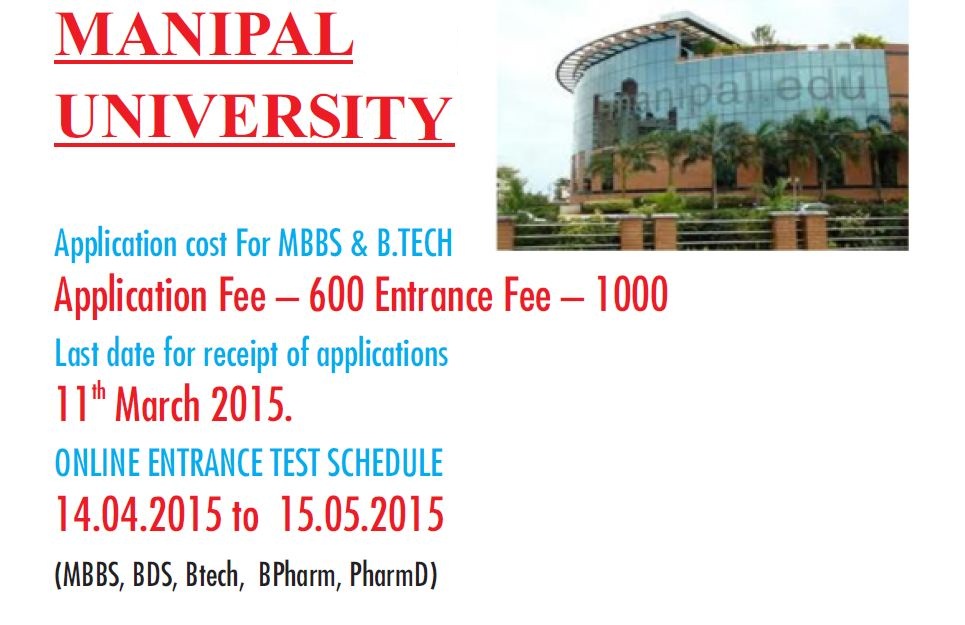 MANIPAL
UNIVERSITY
manipal.edu
Application cost For MBBS & B.TECH
Application Fee – 600 Entrance Fee – 1000
Last date for receipt of applications
11th March 2015.
ONLINE ENTRANCE TEST SCHEDULE
14.04.2015 to 15.05.2015
(MBBS, BDS, Btech, BPharm, PharmD)